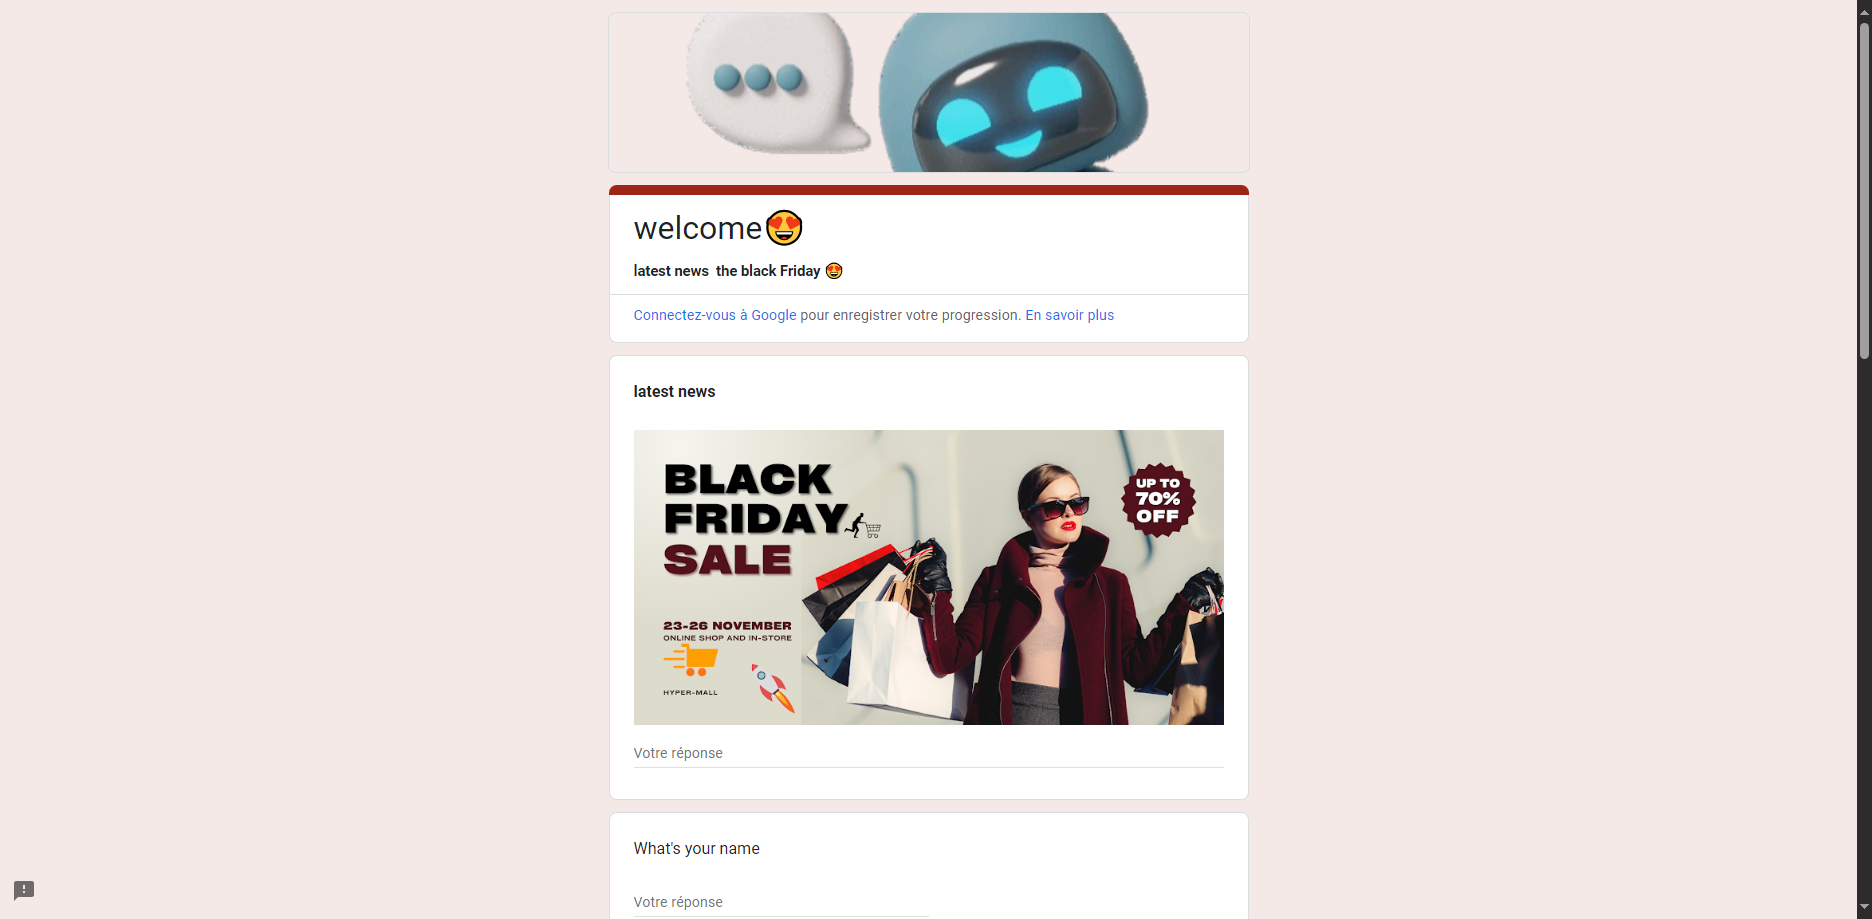 welcome😍
latest news  the black Friday 😍
Connectez-vous à Google pour enregistrer votre progression. En savoir plus
latest news
BLACK
FRIDAY
SALE
UP TO
70%
OFF
23-26 NOVEMBER
ONLINE SHOP AND IN-STORE
HYPER-MALL
Votre réponse
What's your name
Votre réponse